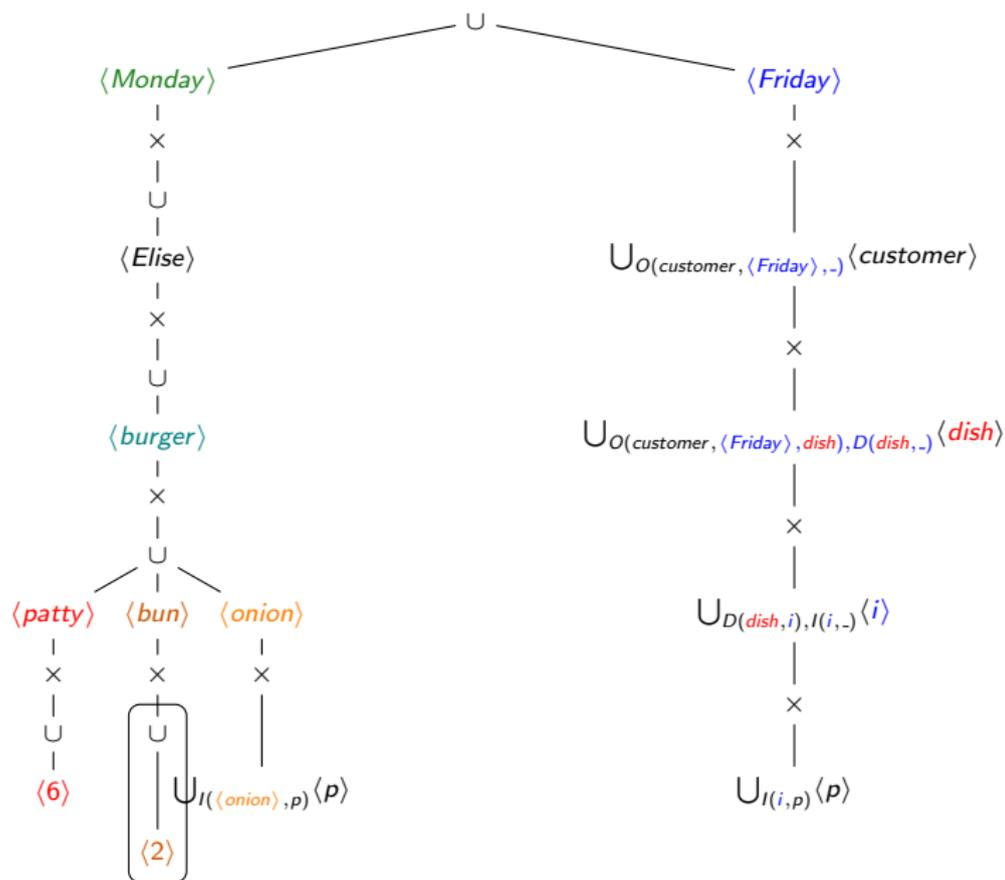 ∪
⟨Monday⟩ ⟨Friday⟩
× ×
∪
⟨Elise⟩ ⋃O(customer,⟨Friday⟩,_)⟨customer⟩
× ×
∪
⟨burger⟩ ⋃O(customer,⟨Friday⟩,dish),D(dish,_)⟨dish⟩
× ×
∪
⟨patty⟩ ⟨bun⟩ ⟨onion⟩ ⋃D(dish,i),I(i,_)⟨i⟩
× × × ×
∪ ∪
⟨6⟩ ⋃I(⟨onion⟩,p)⟨p⟩ ⋃I(i,p)⟨p⟩
⟨2⟩